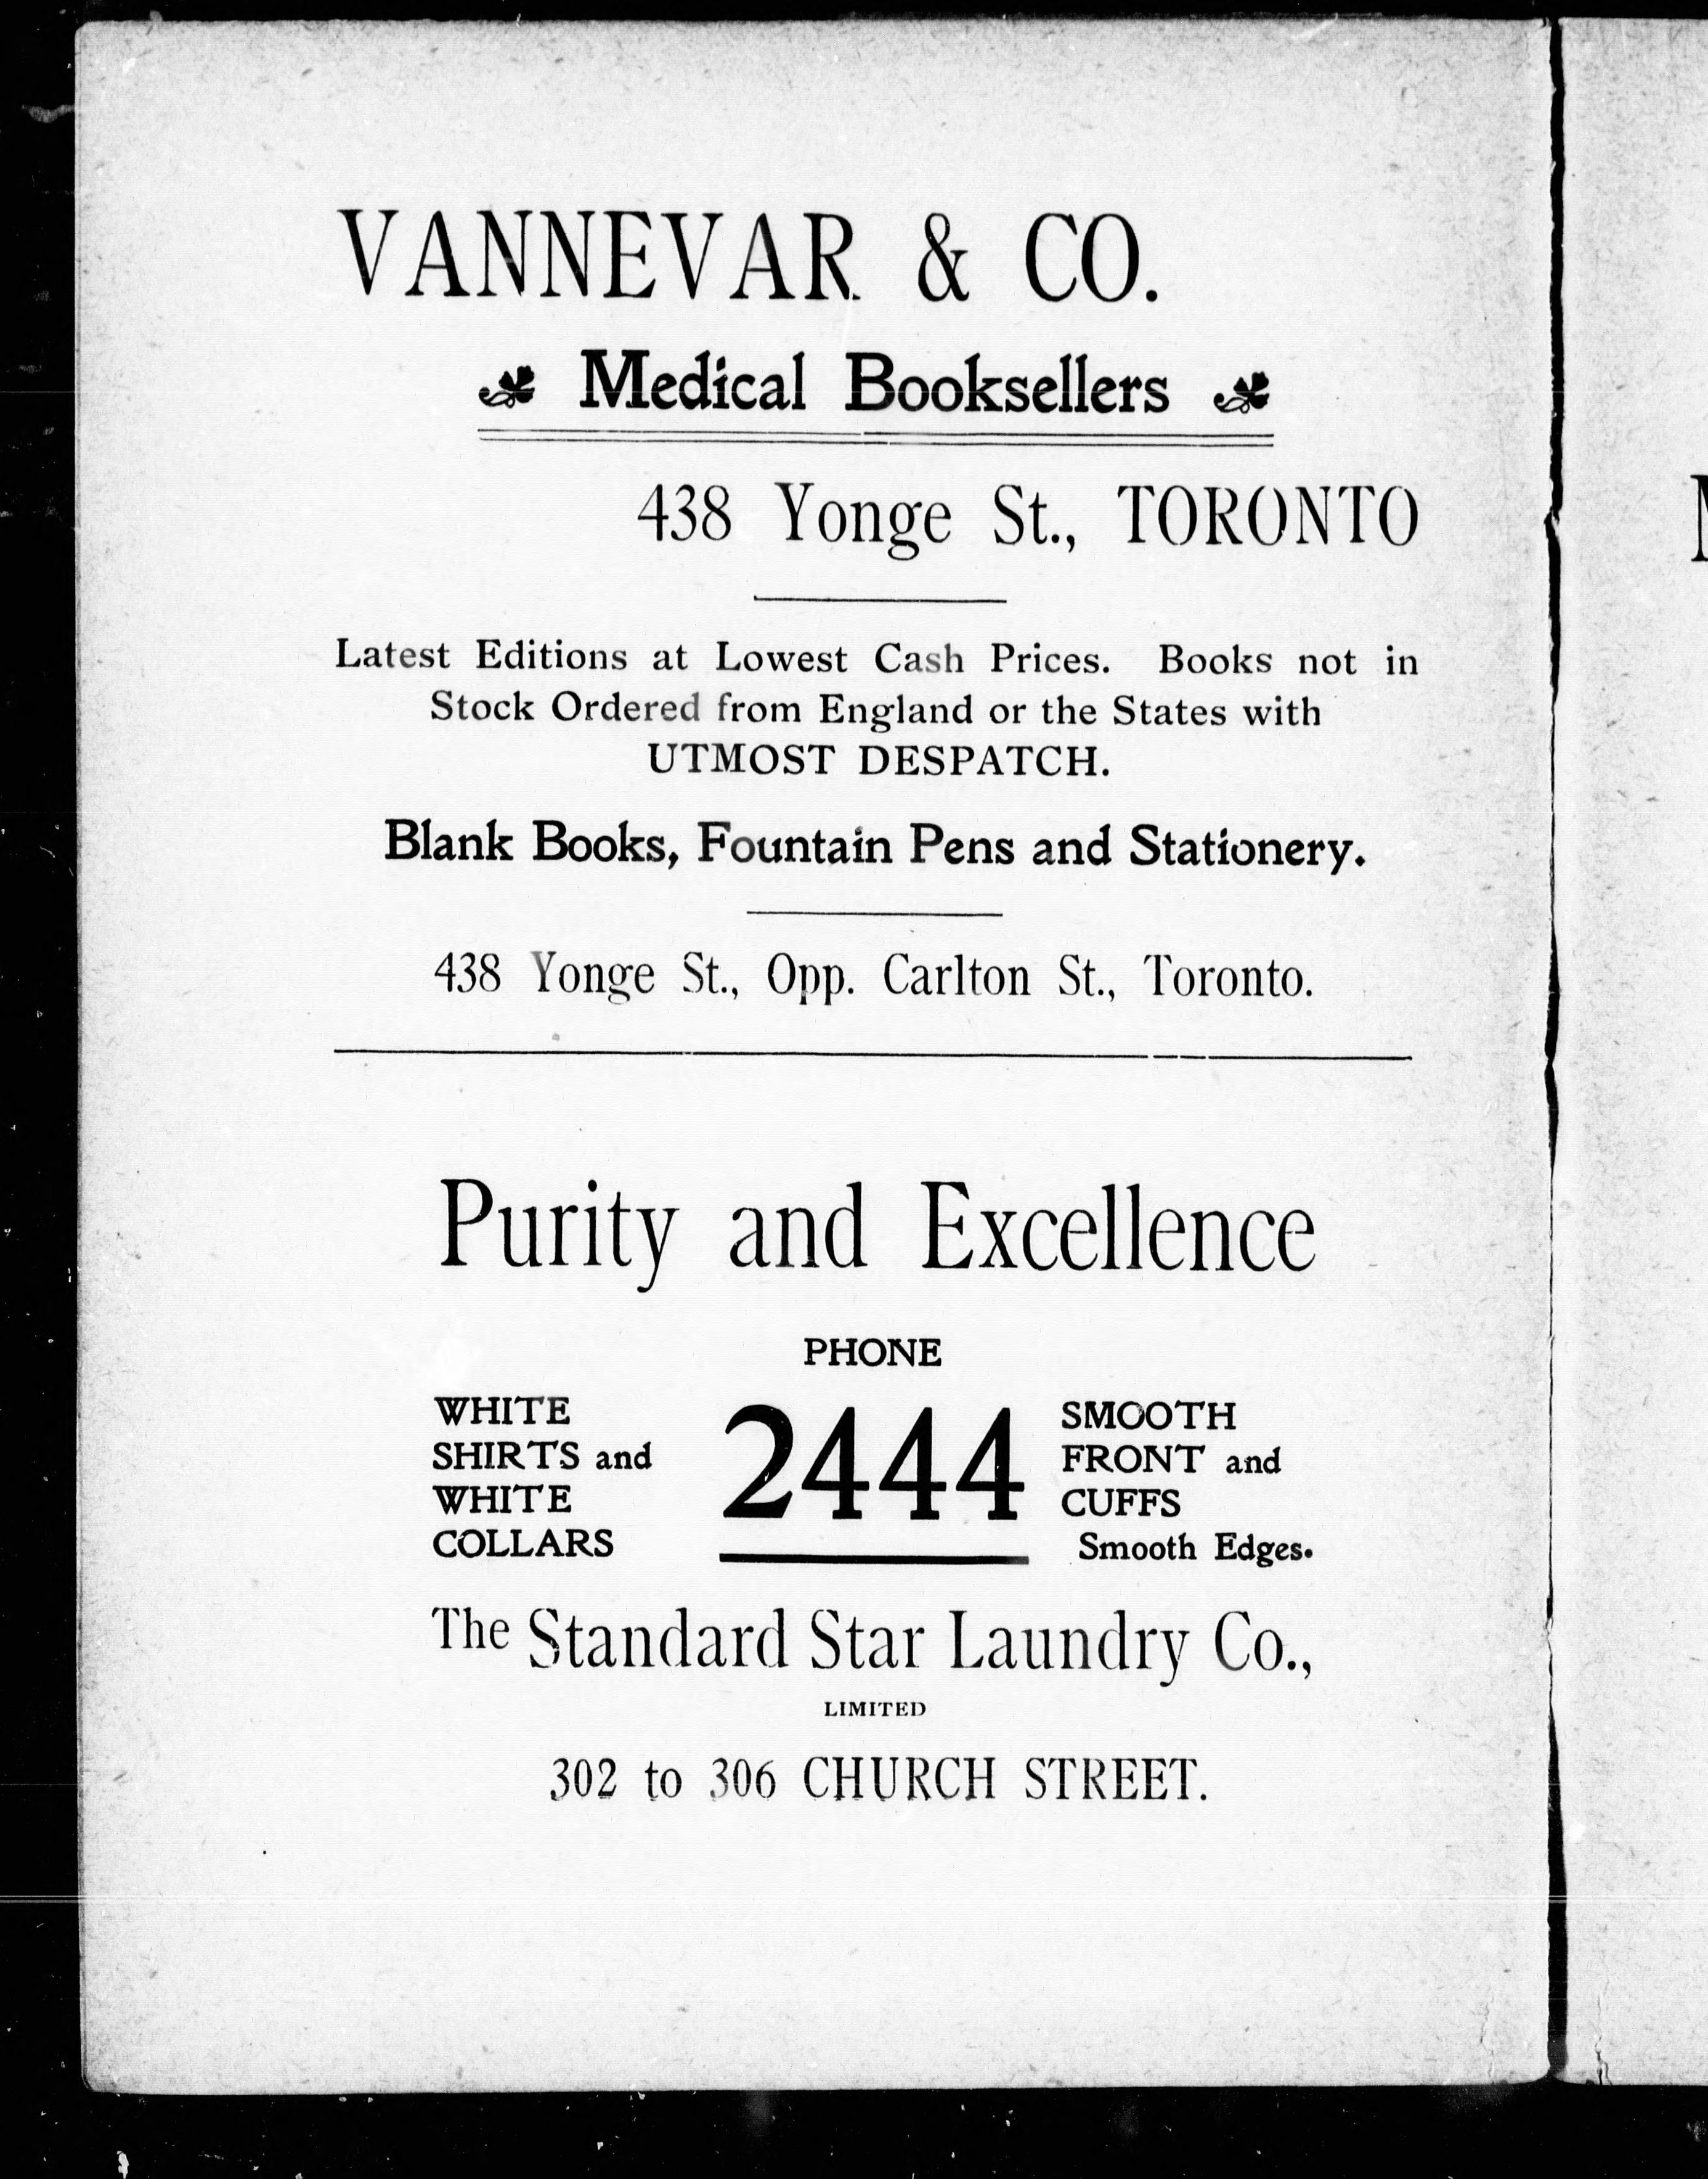 VANNEVAR & CO.
Medical Booksellers
438 Yonge St., TORONTO
Latest Editions at Lowest Cash Prices. Books not in
Stock Ordered from England or the States with
UTMOST DESPATCH.
Blank Books, Fountain Pens and Stationery.
438 Yonge St., Opp. Carlton St., Toronto.
Purity and Excellence
PHONE
2444
WHITE
SHIRTS and
WHITE
COLLARS
SMOOTH
FRONT and
CUFFS
Smooth Edges.
The Standard Star Laundry Co.,
LIMITED
302 to 306 CHURCH STREET.